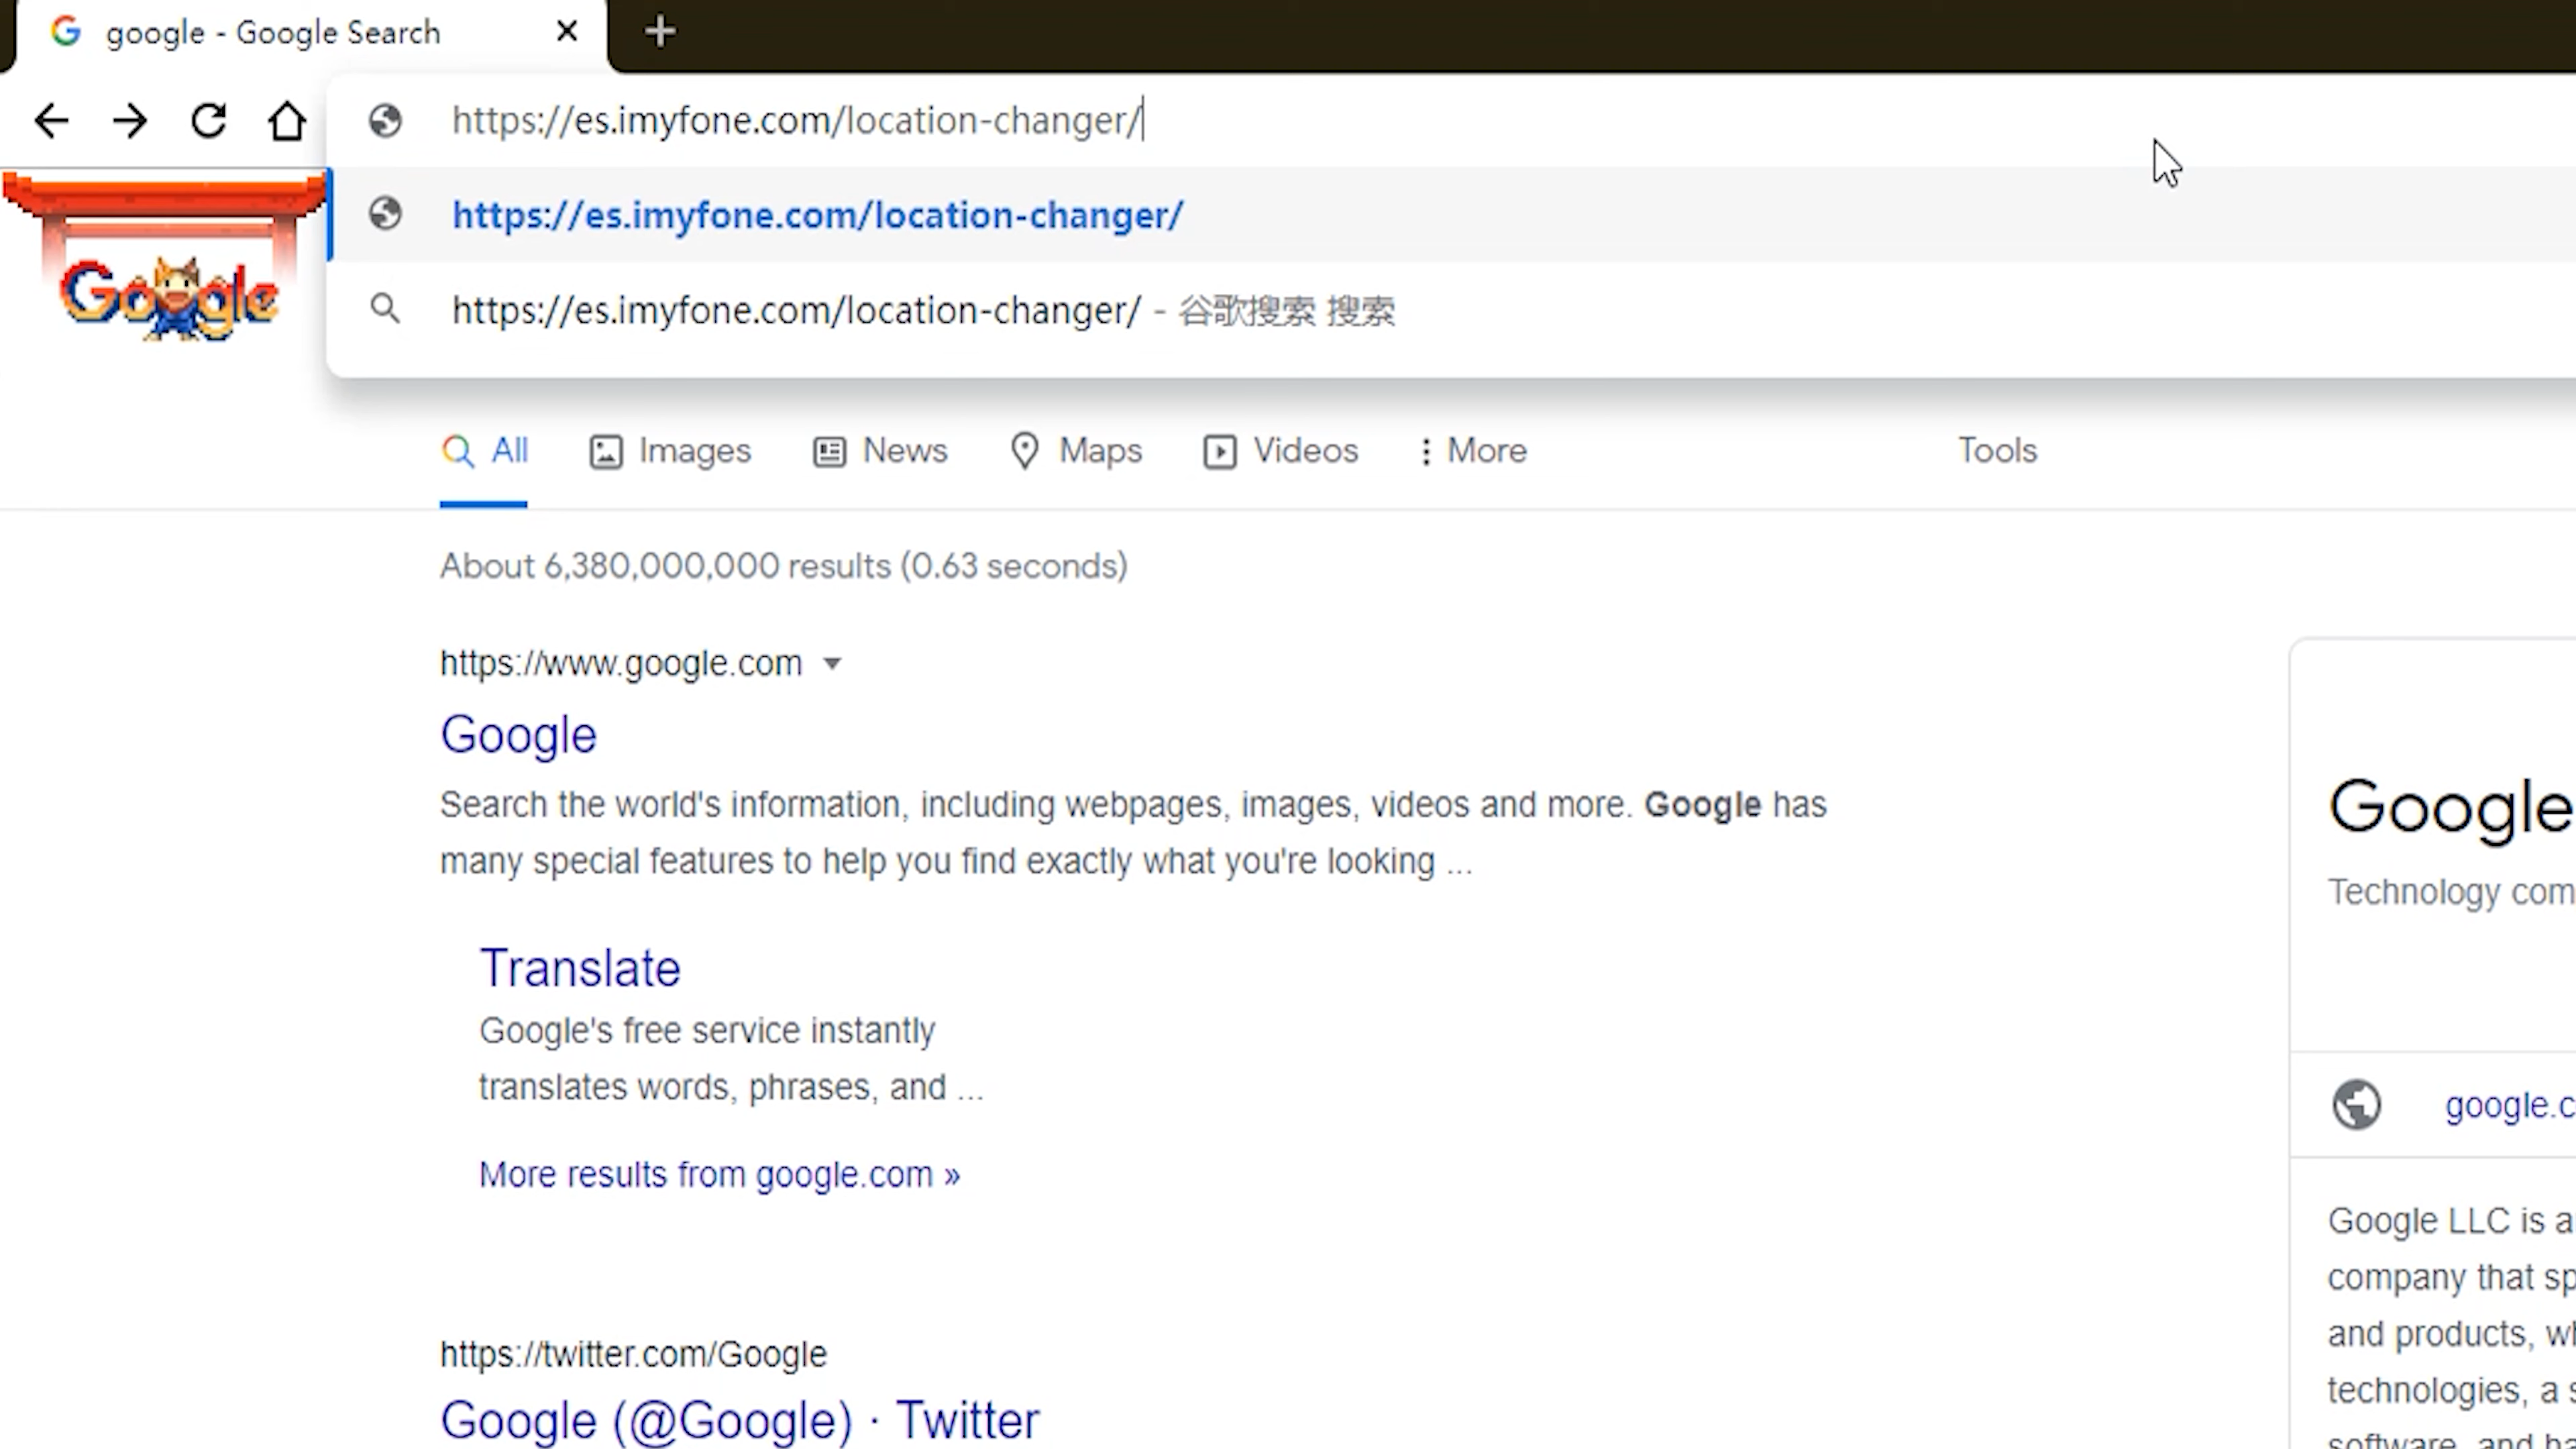 google - Google Search
https://es.imyfone.com/location-changer/
https://es.imyfone.com/location-changer/
https://es.imyfone.com/location-changer/ - 谷歌搜索 搜索
Google
All Images News Maps Videos More Tools
About 6,380,000,000 results (0.63 seconds)
https://www.google.com
Google
Search the world's information, including webpages, images, videos and more. Google has
many special features to help you find exactly what you're looking ...
Translate
Google's free service instantly
translates words, phrases, and ...
More results from google.com »
https://twitter.com/Google
Google (@Google) · Twitter
Google
Technology com
google.c
Google LLC is a
company that sp
and products, wh
technologies, a s
software, and ha